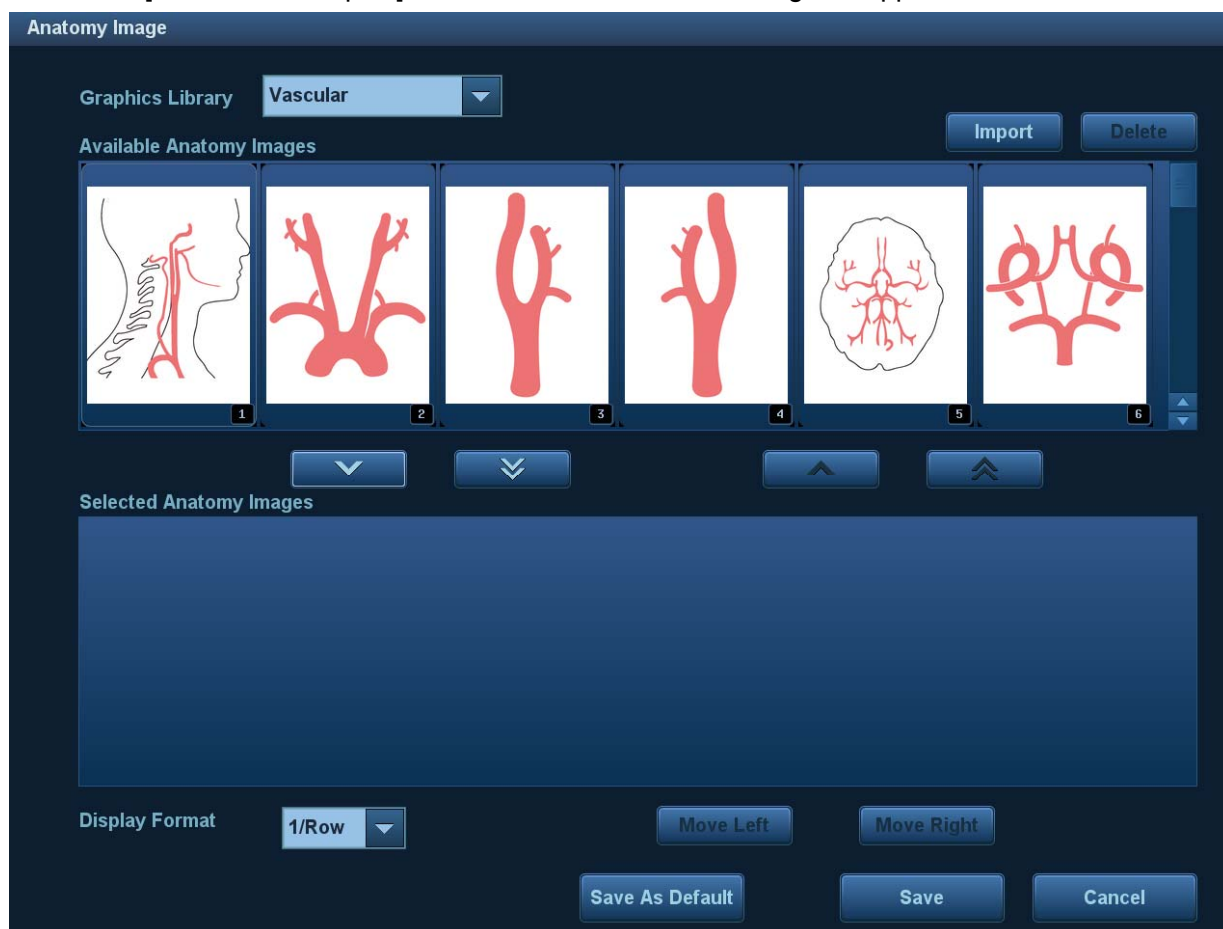 Anatomy Image
Graphics Library Vascular
Import Delete
Available Anatomy Images
1 2 3 4 5 6
Selected Anatomy Images
Display Format 1/Row Move Left Move Right
Save As Default Save Cancel